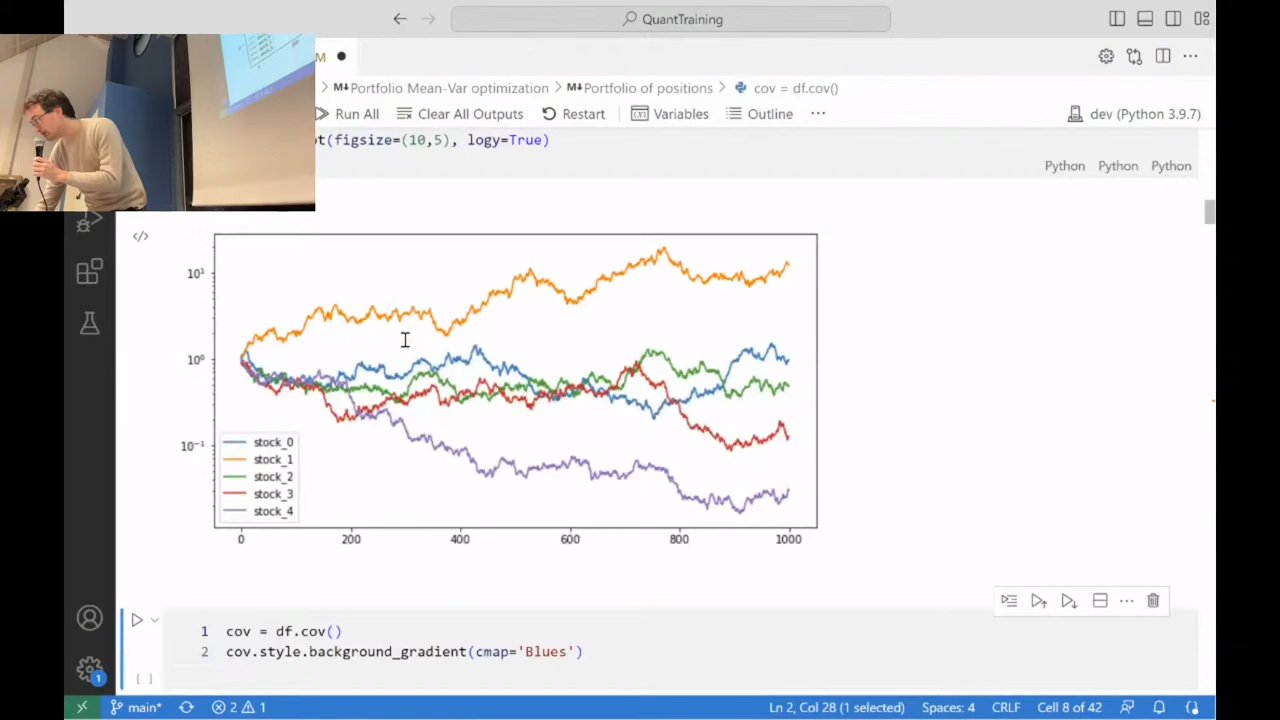 QuantTraining
M
Portfolio Mean-Var optimization
Portfolio of positions
cov = df.cov()
Run All
Clear All Outputs
Restart
Variables
Outline
dev (Python 3.9.7)
ot(figsize=(10,5), logy=True)
Python Python Python
10¹
10⁰
10⁻¹
stock_0
stock_1
stock_2
stock_3
stock_4
0 200 400 600 800 1000
1 cov = df.cov()
2 cov.style.background_gradient(cmap='Blues')
[ ]
1
main* 2 1 Ln 2, Col 28 (1 selected) Spaces: 4 CRLF Cell 8 of 42